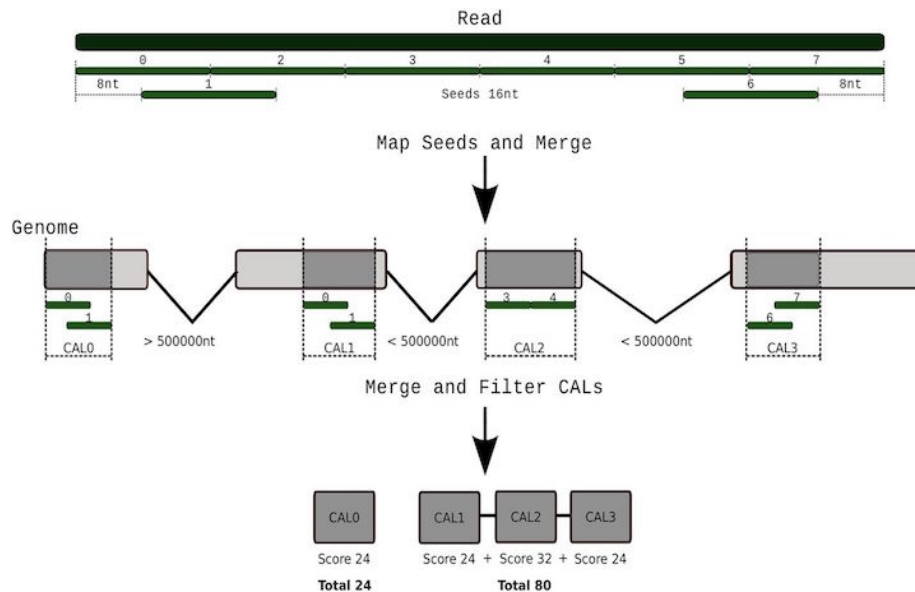 Read
0 2 3 4 5 7
8nt 1 Seeds 16nt 6 8nt
Map Seeds and Merge
Genome
0 0 3 4 7
1 1 6
CAL0 > 500000nt CAL1 < 500000nt CAL2 < 500000nt CAL3
Merge and Filter CALs
CAL0 CAL1 CAL2 CAL3
Score 24 Score 24 + Score 32 + Score 24
Total 24 Total 80